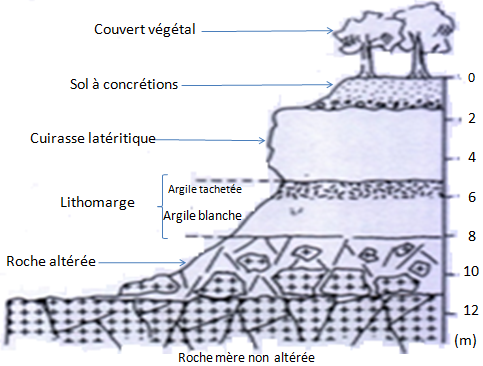 Couvert végétal
Sol à concrétions
0
2
Cuirasse latéritique
4
Argile tachetée
6
Lithomarge
Argile blanche
8
Roche altérée
10
12
(m)
Roche mère non altérée